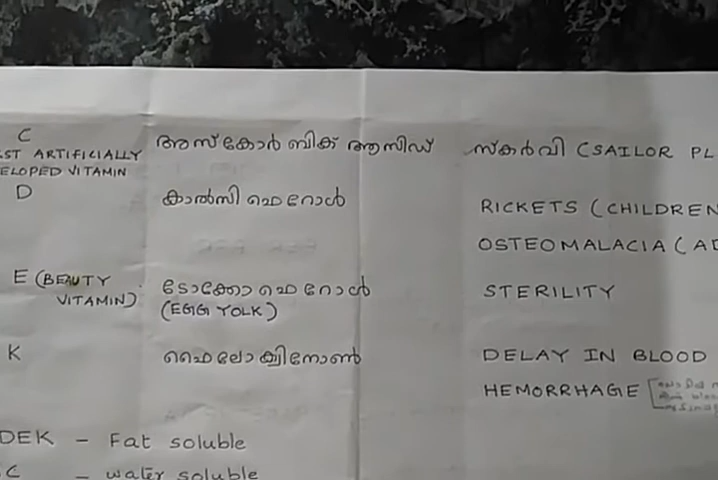 C അസ്കോർബിക് ആസിഡ് സ്കർവി (SAILOR PL
ST ARTIFICIALLY
ELOPED VITAMIN
D കാൽസിഫെറോൾ RICKETS (CHILDREN
OSTEOMALACIA (AD
E (BEAUTY ടോക്കോഫെറോൾ STERILITY
VITAMIN) (EGG YOLK)
K ഫൈലോക്വിനോൺ DELAY IN BLOOD
HEMORRHAGE
DEK - Fat soluble
C - water soluble